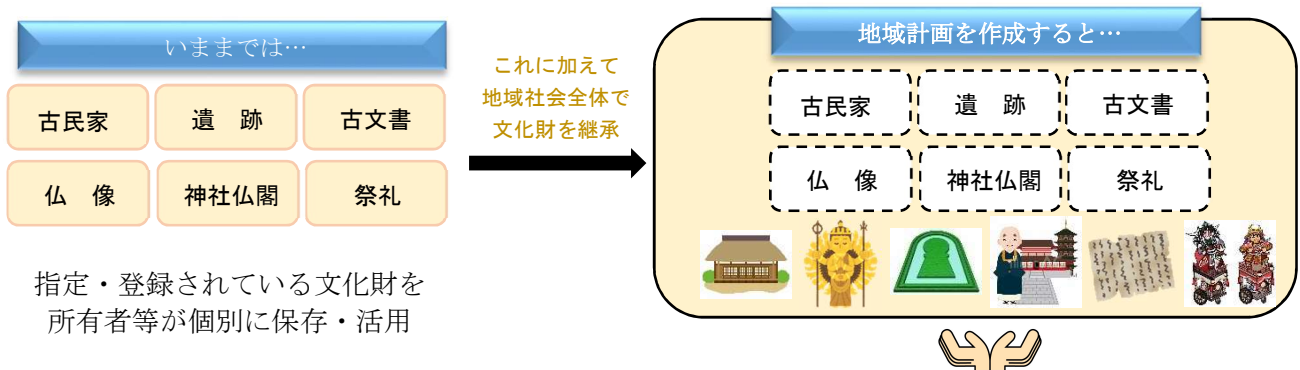 いままでは…
古民家
遺　跡
古文書
仏　像
神社仏閣
祭礼
指定・登録されている文化財を
所有者等が個別に保存・活用
これに加えて
地域社会全体で
文化財を継承
地域計画を作成すると…
古民家
遺　跡
古文書
仏　像
神社仏閣
祭礼